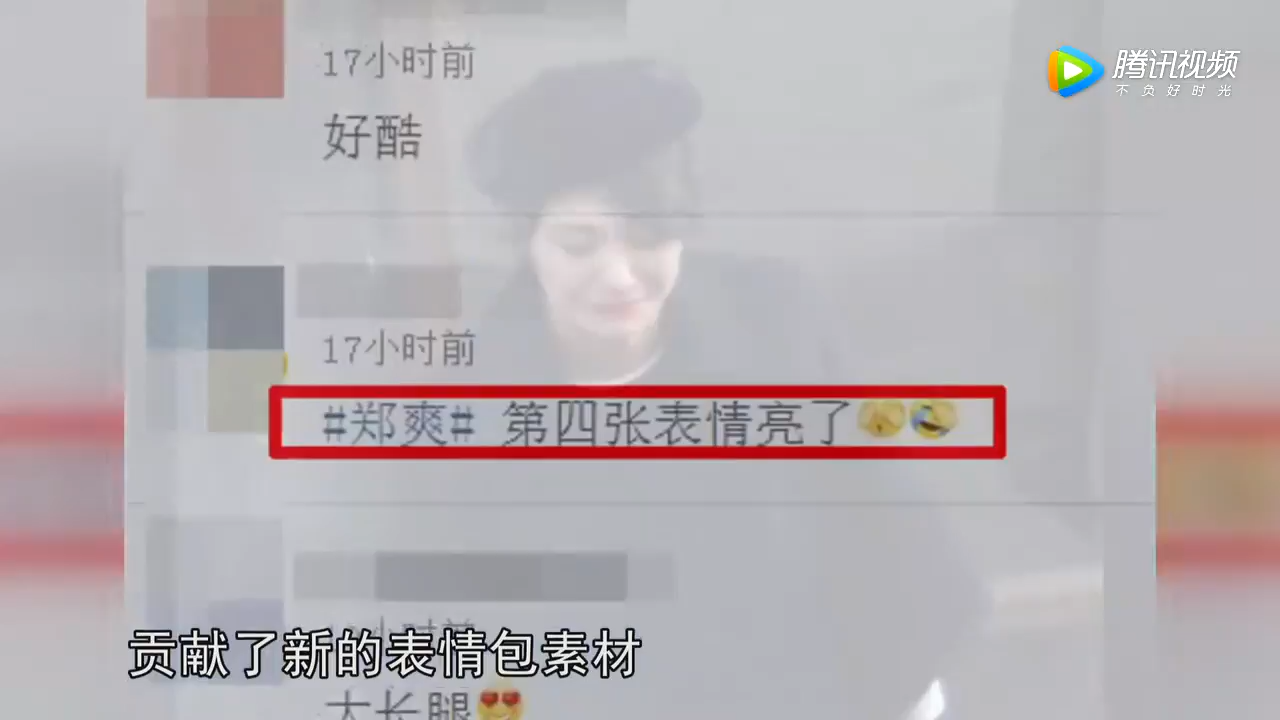 17小时前
腾讯视频
不负好时光
好酷
17小时前
#郑爽# 第四张表情亮了
贡献了新的表情包素材
大长腿